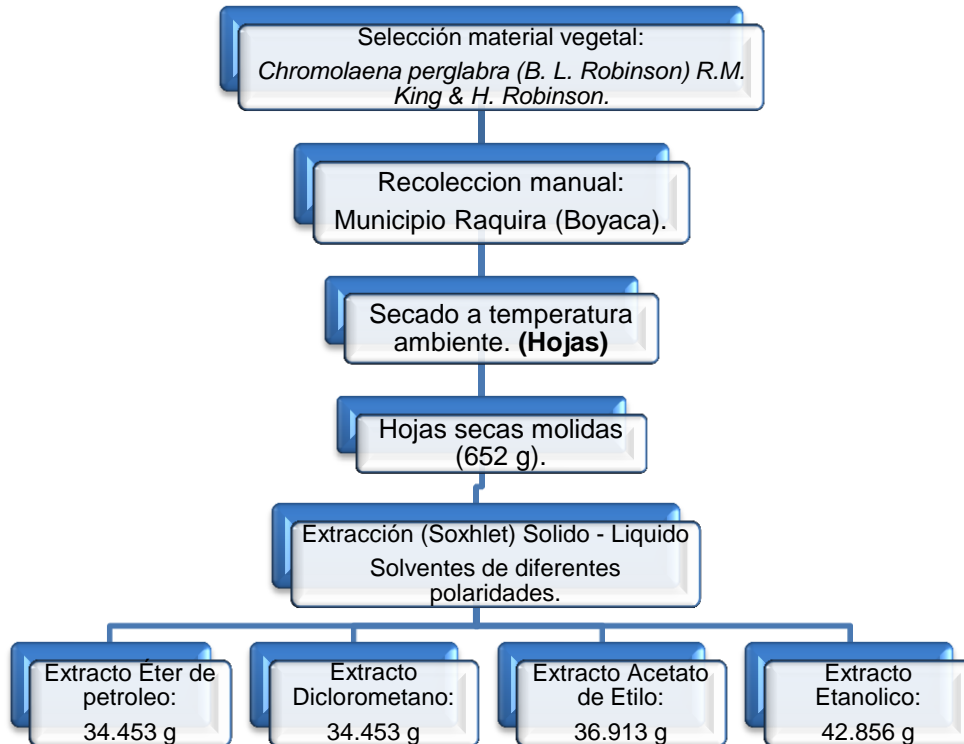 Selección material vegetal:
Chromolaena perglabra (B. L. Robinson) R.M.
King & H. Robinson.
Recoleccion manual:
Municipio Raquira (Boyaca).
Secado a temperatura
ambiente. (Hojas)
Hojas secas molidas
(652 g).
Extracción (Soxhlet) Solido - Liquido
Solventes de diferentes
polaridades.
Extracto Éter de
petroleo:
34.453 g
Extracto
Diclorometano:
34.453 g
Extracto Acetato
de Etilo:
36.913 g
Extracto
Etanolico:
42.856 g